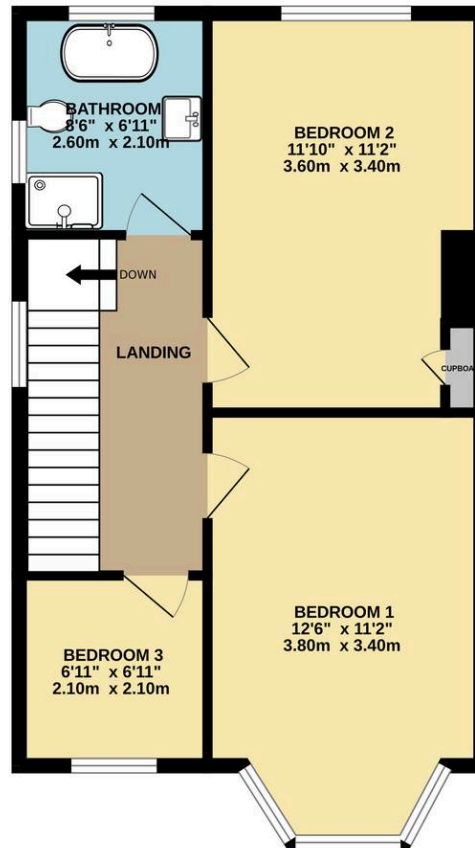 BATHROOM
8'6" x 6'11"
2.60m x 2.10m
BEDROOM 2
11'10" x 11'2"
3.60m x 3.40m
DOWN
LANDING
CUPBOA
BEDROOM 3
6'11" x 6'11"
2.10m x 2.10m
BEDROOM 1
12'6" x 11'2"
3.80m x 3.40m